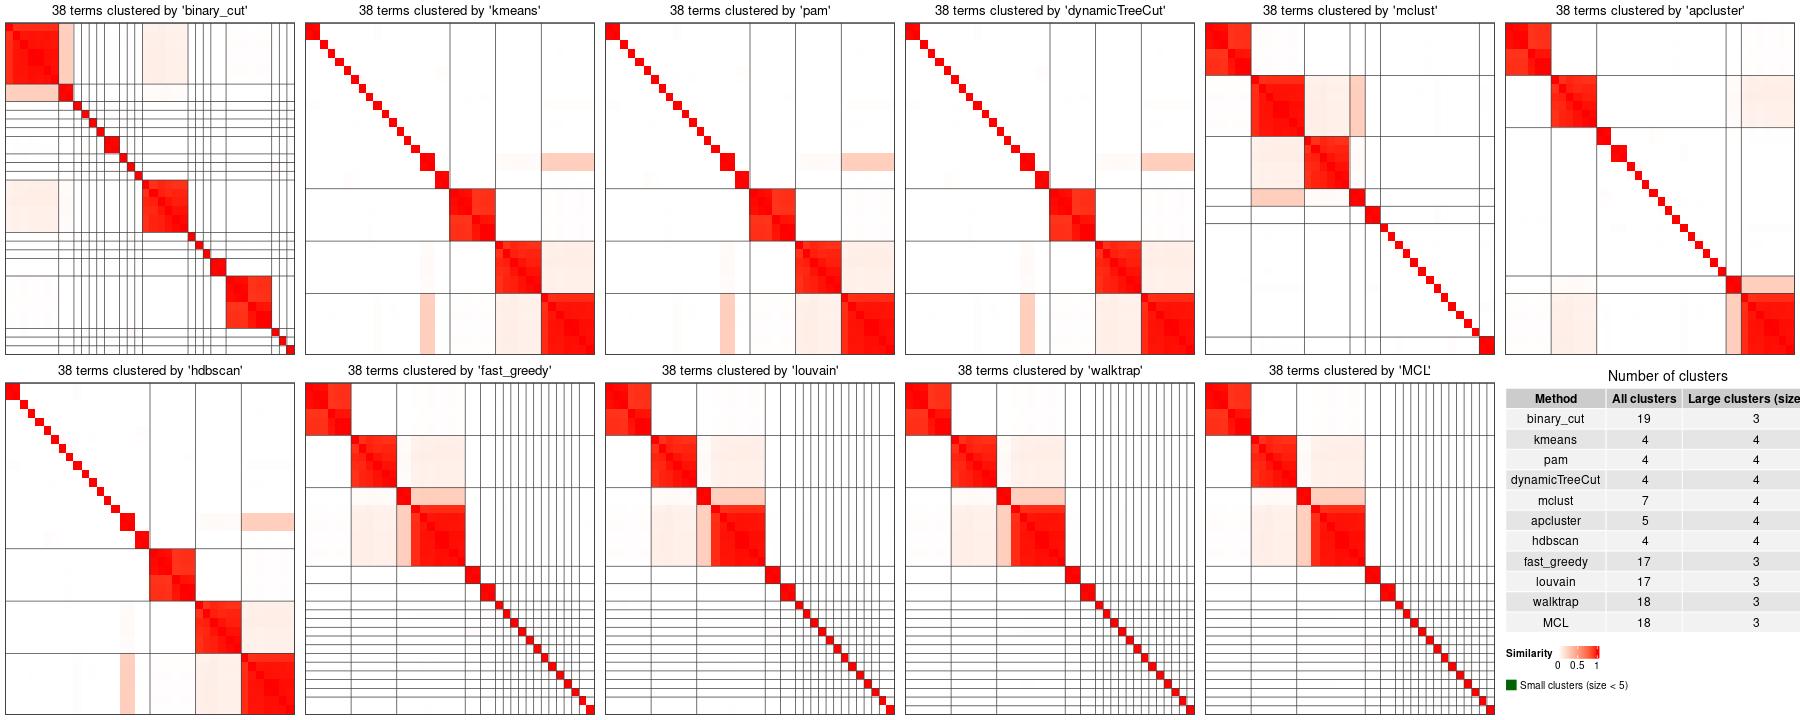 38 terms clustered by 'binary_cut'
38 terms clustered by 'kmeans'
38 terms clustered by 'pam'
38 terms clustered by 'dynamicTreeCut'
38 terms clustered by 'mclust'
38 terms clustered by 'apcluster'
38 terms clustered by 'hdbscan'
38 terms clustered by 'fast_greedy'
38 terms clustered by 'louvain'
38 terms clustered by 'walktrap'
38 terms clustered by 'MCL'
Number of clusters
Method All clusters Large clusters (size
binary_cut 19 3
kmeans 4 4
pam 4 4
dynamicTreeCut 4 4
mclust 7 4
apcluster 5 4
hdbscan 4 4
fast_greedy 17 3
louvain 17 3
walktrap 18 3
MCL 18 3
Similarity
0 0.5 1
Small clusters (size < 5)